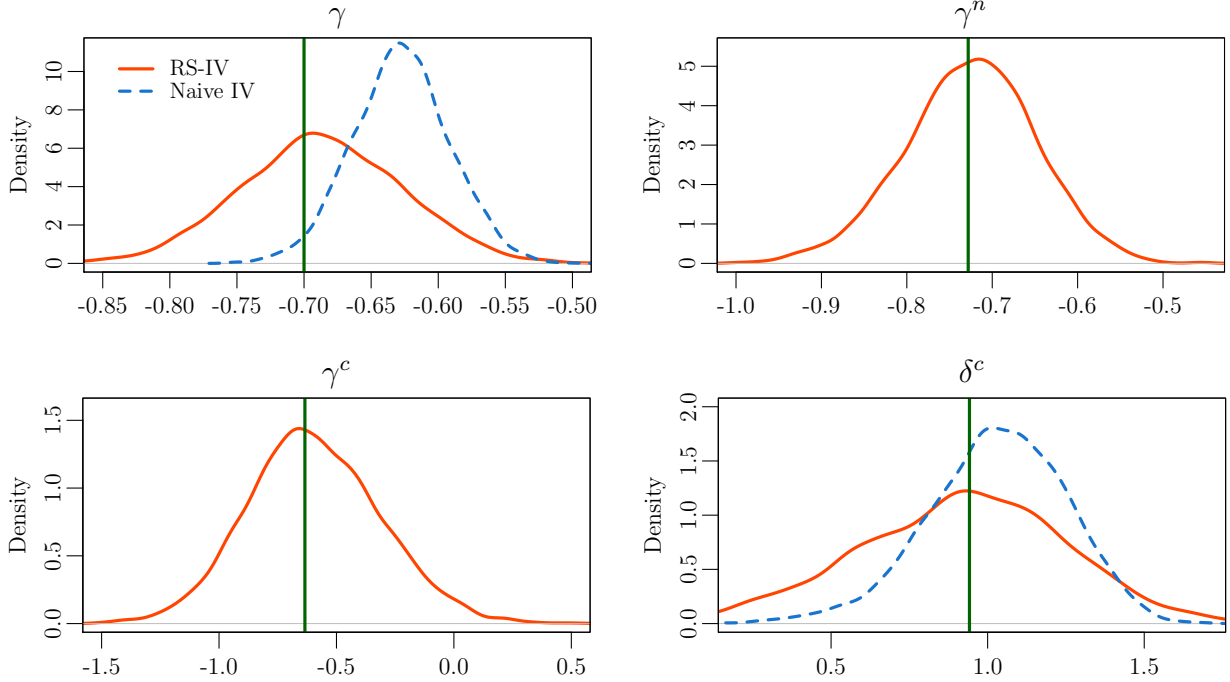 γ
RS-IV
Naive IV
Density
0 2 4 6 8 10
-0.85 -0.80 -0.75 -0.70 -0.65 -0.60 -0.55 -0.50
γⁿ
Density
0 1 2 3 4 5
-1.0 -0.9 -0.8 -0.7 -0.6 -0.5
γᶜ
Density
0.0 0.5 1.0 1.5
-1.5 -1.0 -0.5 0.0 0.5
δᶜ
Density
0.0 0.5 1.0 1.5 2.0
0.5 1.0 1.5